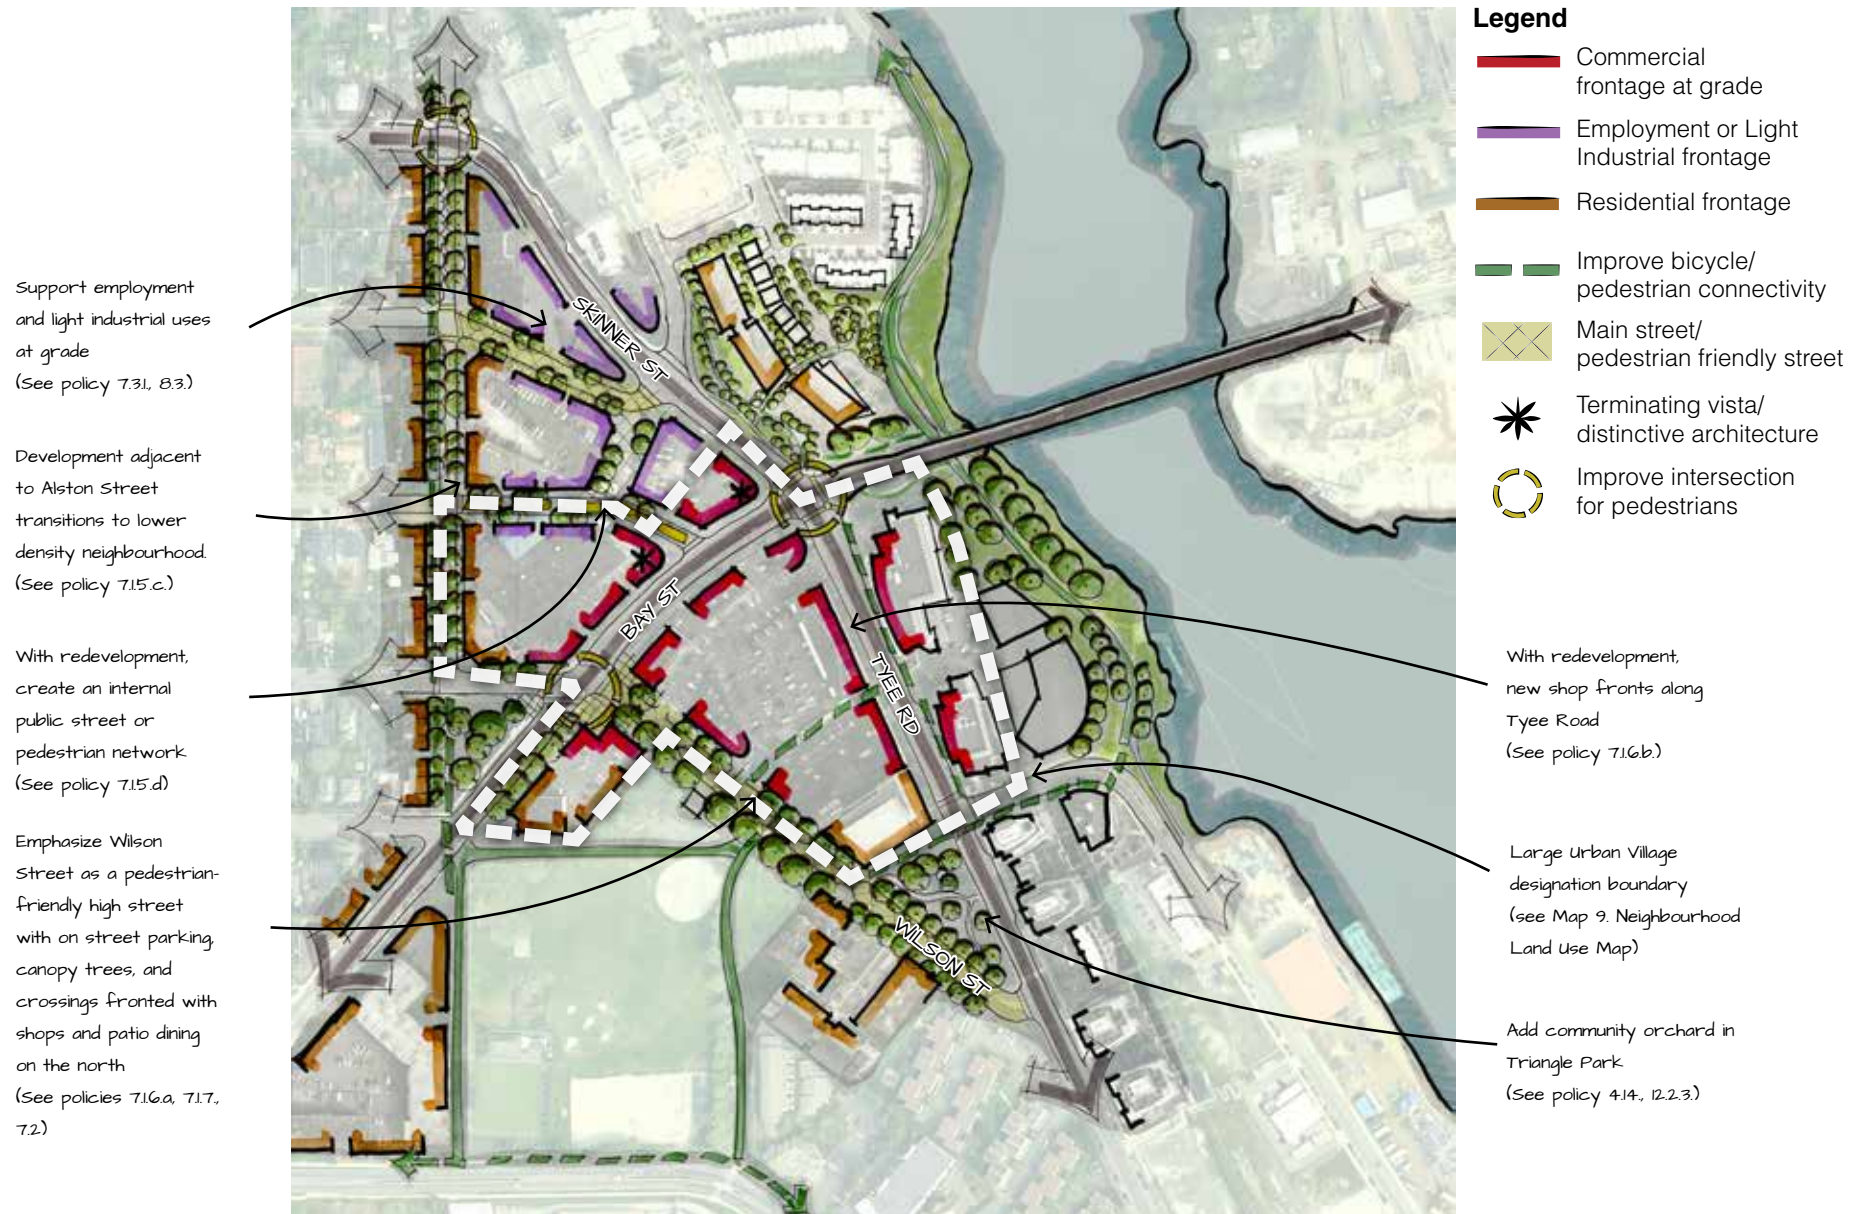 Support employment
and light industrial uses
at grade
(See policy 7.3.1., 8.3.)
Development adjacent
to Alston Street
transitions to lower
density neighbourhood.
(See policy 7.1.5.c.)
With redevelopment,
create an internal
public street or
pedestrian network
(See policy 7.1.5.d)
Emphasize Wilson
Street as a pedestrian-
friendly high street
with on street parking,
canopy trees, and
crossings fronted with
shops and patio dining
on the north
(See policies 7.1.6.a, 7.1.7.,
7.2)
SKINNER ST
BAY ST
TYEE RD
WILSON ST
Legend
Commercial
frontage at grade
Employment or Light
Industrial frontage
Residential frontage
Improve bicycle/
pedestrian connectivity
Main street/
pedestrian friendly street
Terminating vista/
distinctive architecture
Improve intersection
for pedestrians
With redevelopment,
new shop fronts along
Tyee Road
(See policy 7.1.6.b.)
Large Urban Village
designation boundary
(see Map 9. Neighbourhood
Land Use Map)
Add community orchard in
Triangle Park
(See policy 4.14., 12.2.3.)